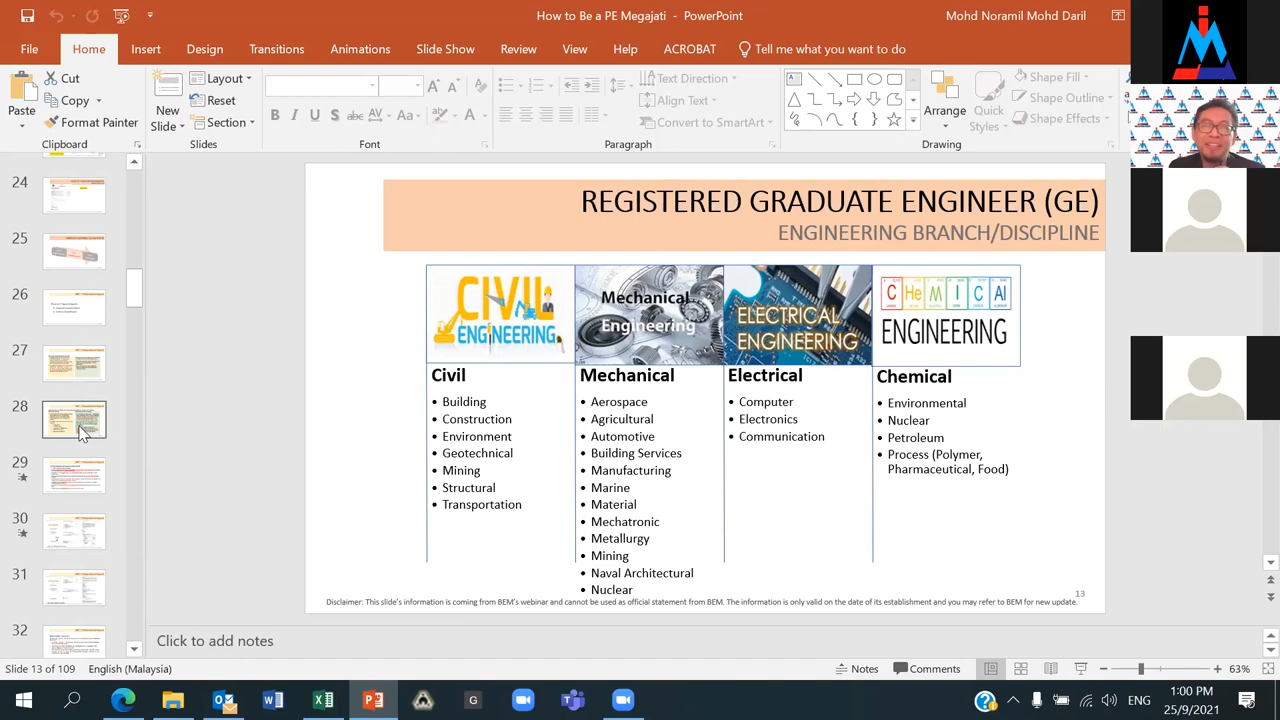 How to Be a PE Megajati - PowerPoint
Mohd Noramil Mohd Daril
File Home Insert Design Transitions Animations Slide Show Review View Help ACROBAT Tell me what you want to do
Paste
Cut
Copy
Format Painter
Clipboard
New Slide
Layout
Reset
Section
Slides
B I U S abc AV Aa A
Font
Text Direction
Align Text
Convert to SmartArt
Paragraph
Arrange
Quick Styles
Shape Fill
Shape Outline
Shape Effects
Drawing
24
25
26
27
28
29
30
31
32
REGISTERED GRADUATE ENGINEER (GE)
ENGINEERING BRANCH/DISCIPLINE
CIVIL
ENGINEERING
Mechanical
Engineering
ELECTRICAL
ENGINEERING
CHeMICAl
ENGINEERING
Civil
• Building
• Construction
• Environment
• Geotechnical
• Mining
• Structural
• Transportation
Mechanical
• Aerospace
• Agricultural
• Automotive
• Building Services
• Manufacturing
• Marine
• Material
• Mechatronic
• Metallurgy
• Mining
• Naval Architectural
• Nuclear
Electrical
• Computer
• Electronics
• Communication
Chemical
• Environmental
• Nuclear
• Petroleum
• Process (Polymer,
Pharmaceutical, Food)
13
Disclaimer: This slide's information is coming from BEM's webinar and cannot be used as official statement from BEM. The information is only valid on the date of its establishment and you may refer to BEM for new update.
Click to add notes
Slide 13 of 109 English (Malaysia)
Notes Comments 63%
ENG
1:00 PM
25/9/2021